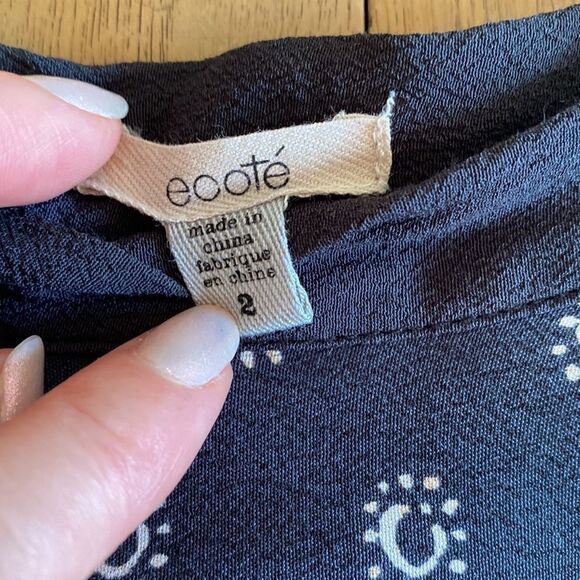 ecoté
made in
china
fabrique
en chine
2